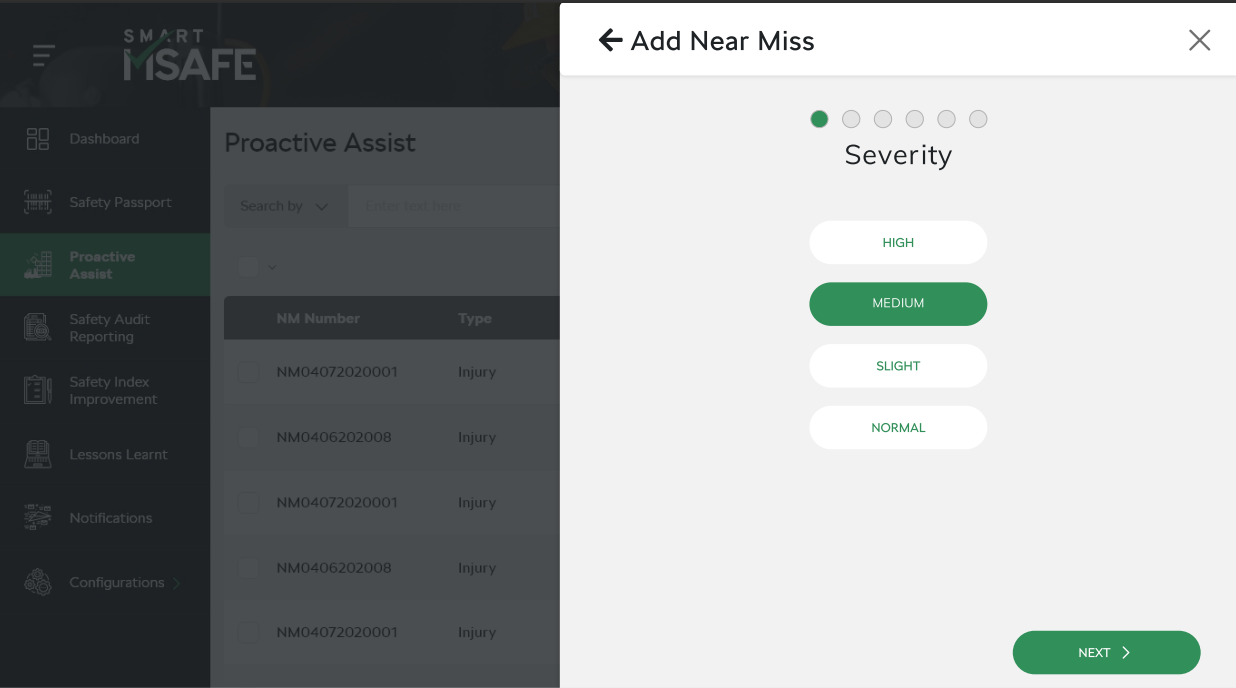 SMART
MSAFE
Dashboard
Safety Passport
Proactive
Assist
Safety Audit
Reporting
Safety Index
Improvement
Lessons Learnt
Notifications
Configurations
Proactive Assist
Search by
Enter text here
NM Number Type
NM04072020001 Injury
NM0406202008 Injury
NM04072020001 Injury
NM0406202008 Injury
NM04072020001 Injury
Add Near Miss
Severity
HIGH
MEDIUM
SLIGHT
NORMAL
NEXT